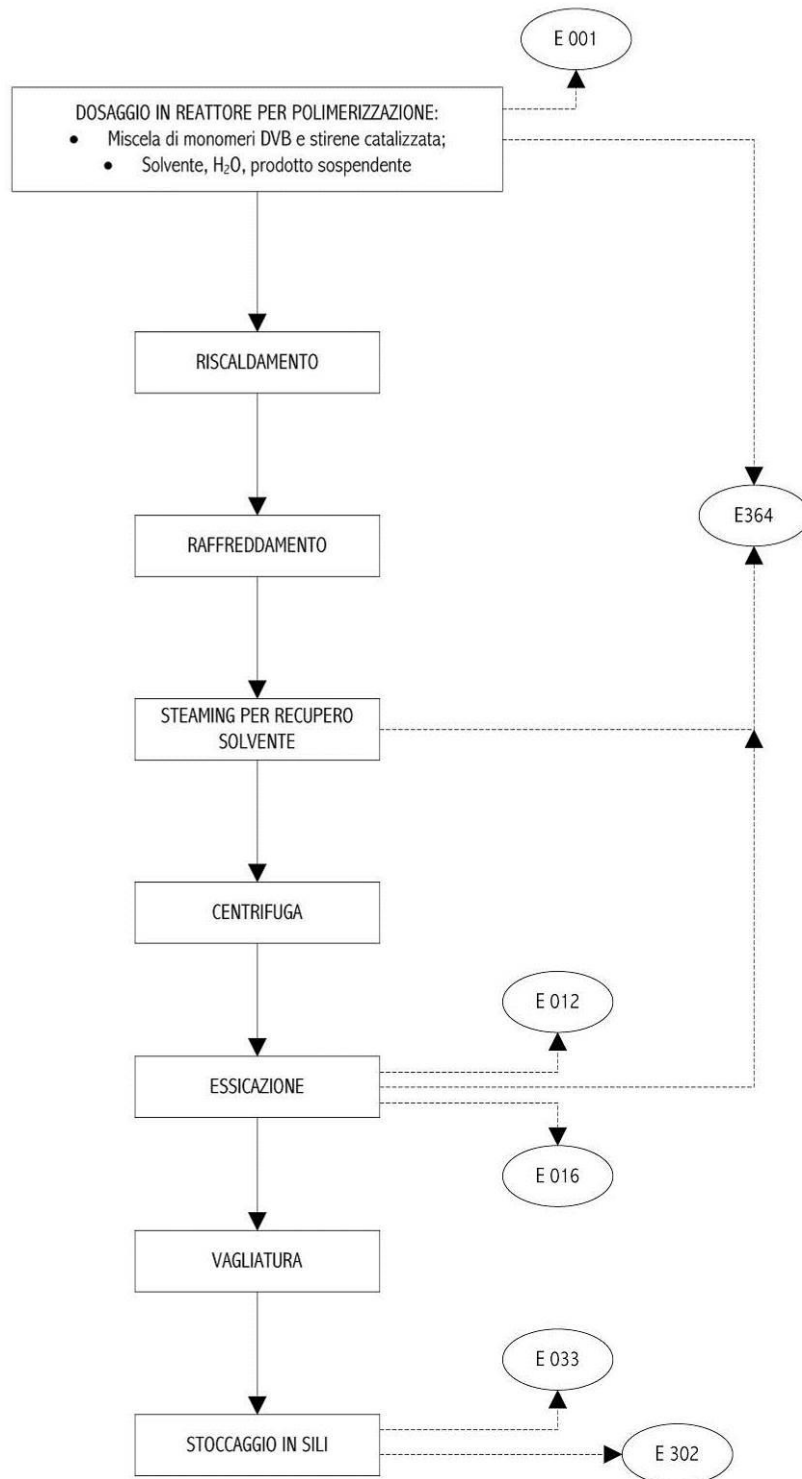 E 001
DOSAGGIO IN REATTORE PER POLIMERIZZAZIONE:
● Miscela di monomeri DVB e stirene catalizzata;
● Solvente, H₂O, prodotto sospendente
RISCALDAMENTO
RAFFREDDAMENTO
E364
STEAMING PER RECUPERO
SOLVENTE
CENTRIFUGA
E 012
ESSICAZIONE
E 016
VAGLIATURA
E 033
STOCCAGGIO IN SILI
E 302